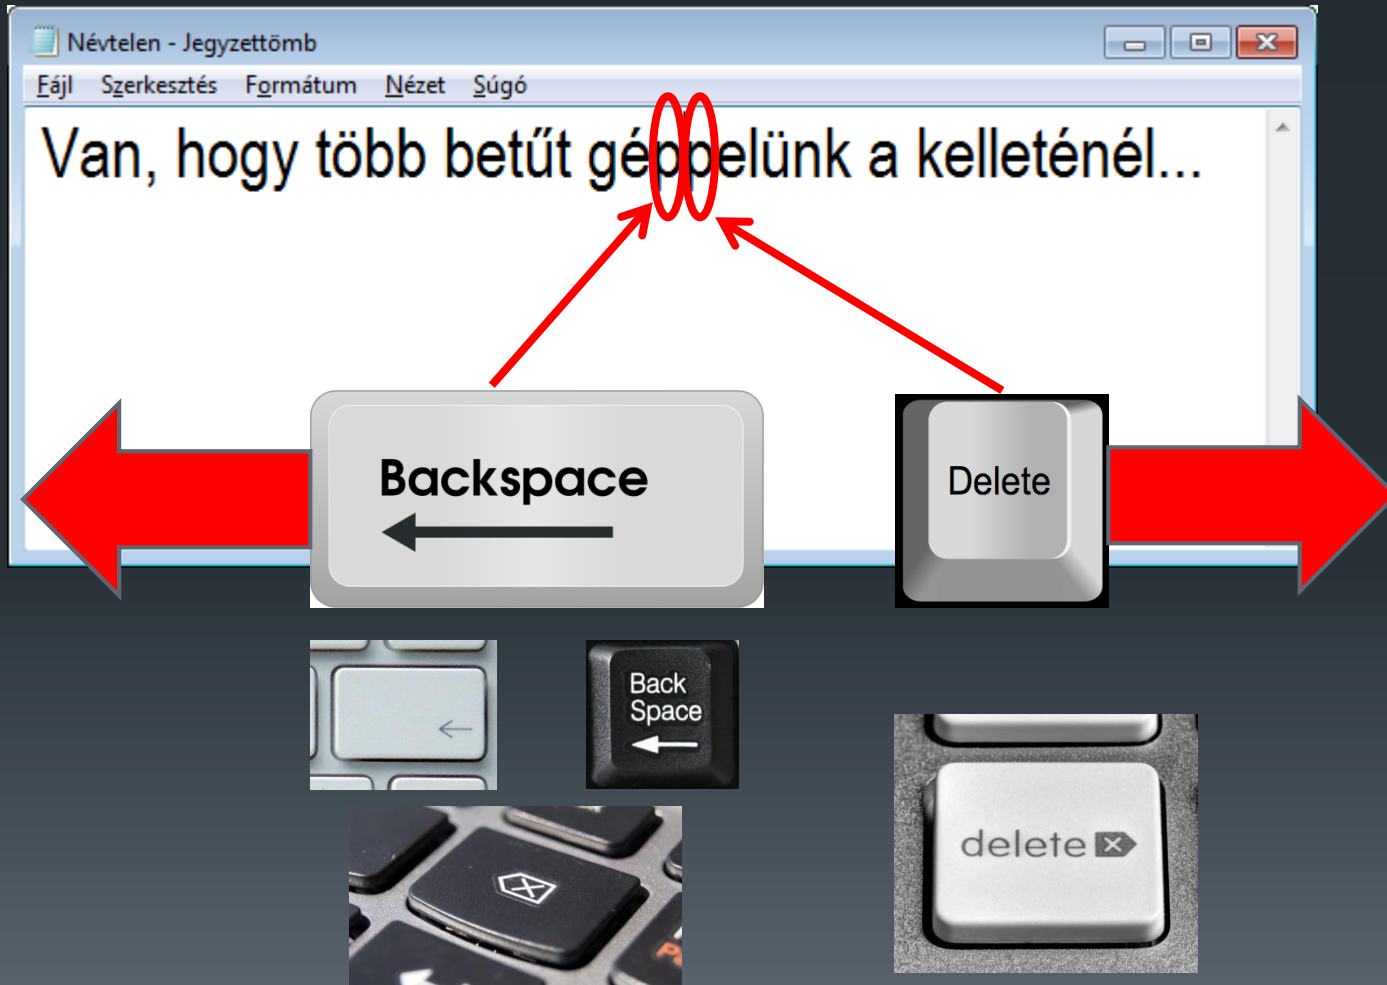 Névtelen - Jegyzettömb
Fájl Szerkesztés Formátum Nézet Súgó
Van, hogy több betűt géppelünk a kelleténél...
Backspace
Delete
Back
Space
delete